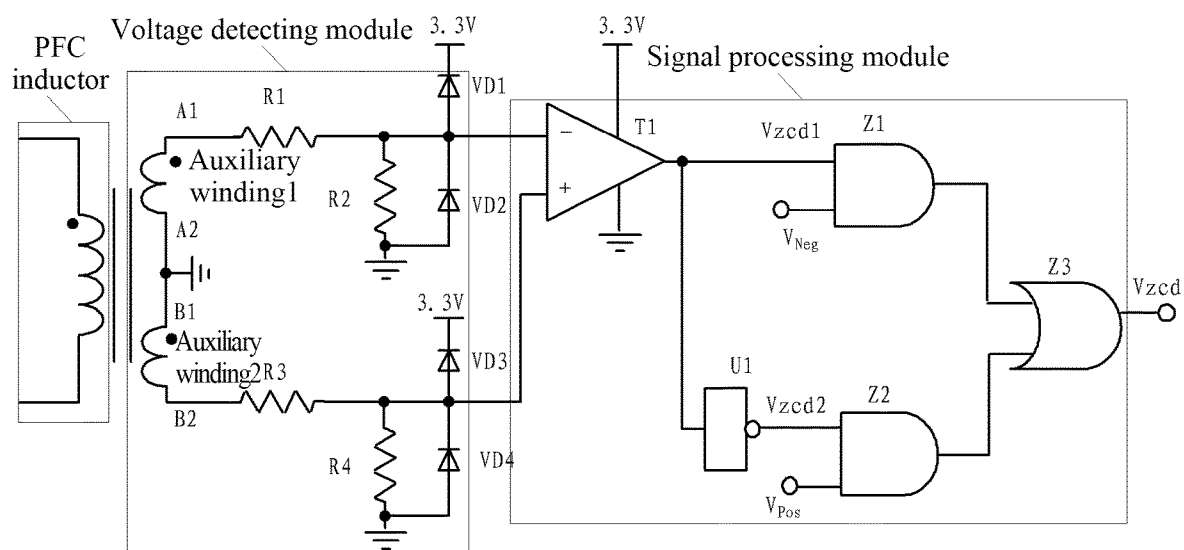 Voltage detecting module
PFC
inductor
3. 3V
3. 3V
Signal processing module
A1
R1
VD1
T1
Vzcd1
Z1
Auxiliary
winding1
R2
VD2
−
+
A2
V_Neg
Z3
Vzcd
3. 3V
B1
Auxiliary
winding2
R3
VD3
U1
Vzcd2
Z2
B2
R4
VD4
V_Pos